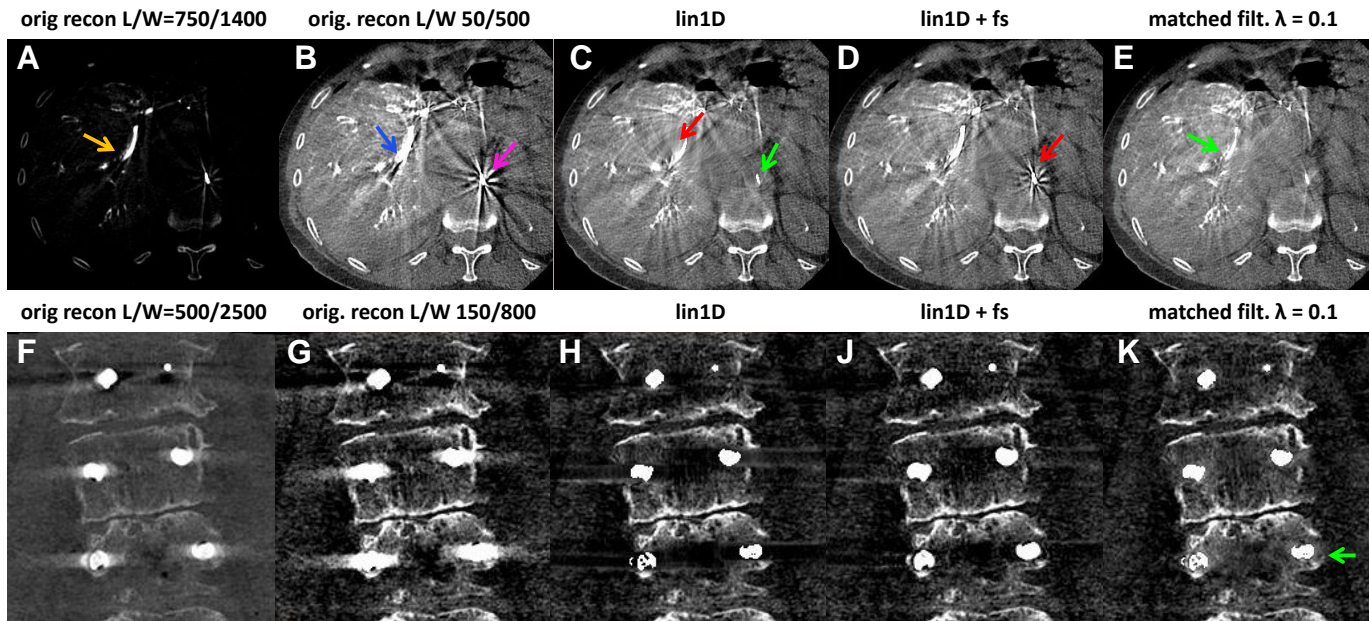 orig recon L/W=750/1400 orig. recon L/W 50/500 lin1D lin1D + fs matched filt. λ = 0.1
A B C D E
orig recon L/W=500/2500 orig. recon L/W 150/800 lin1D lin1D + fs matched filt. λ = 0.1
F G H J K